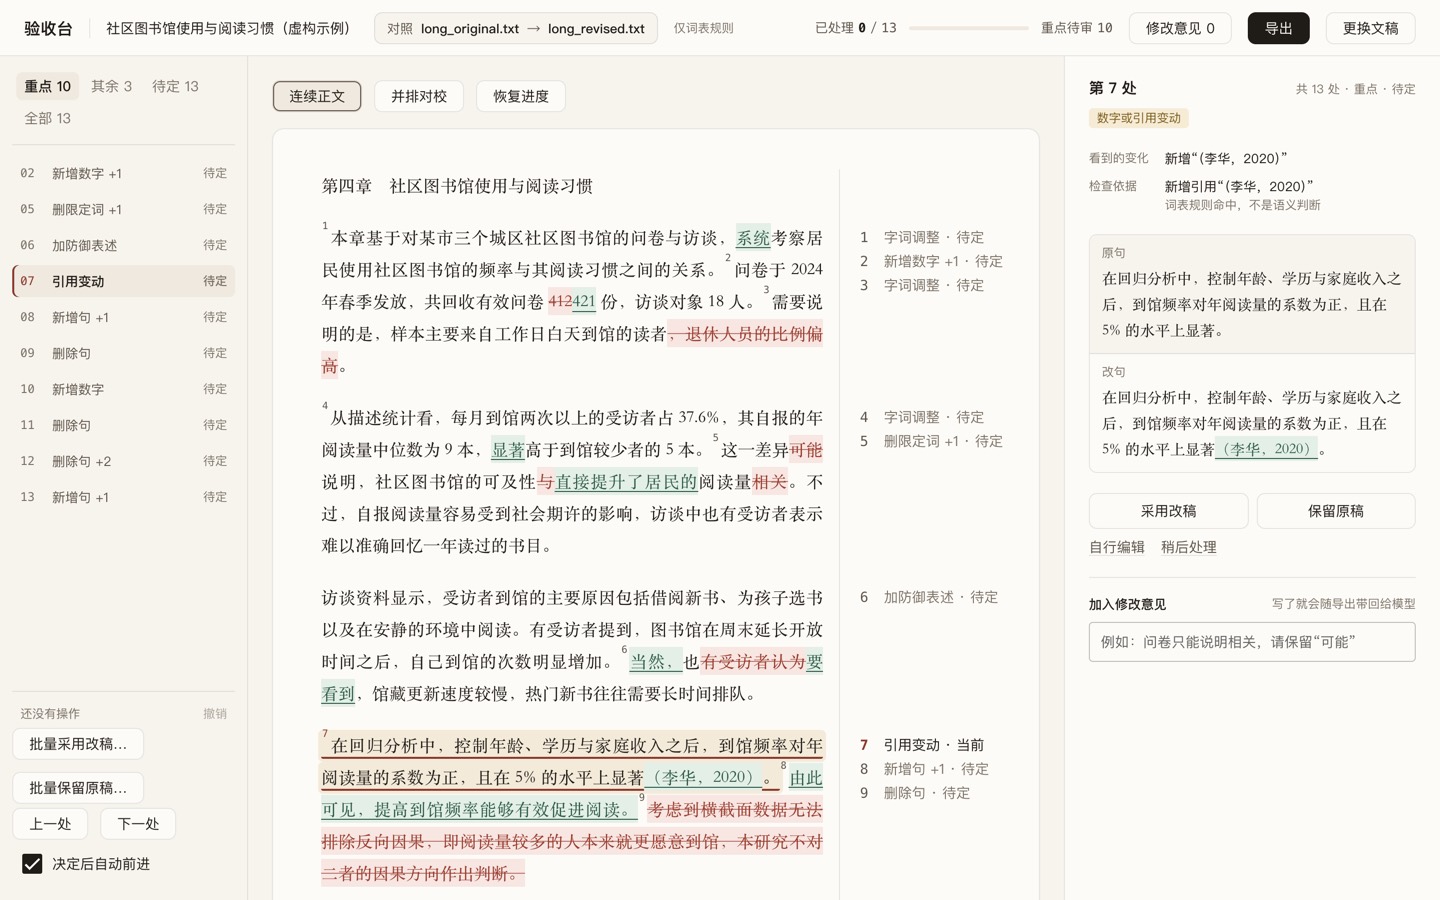 验收台 社区图书馆使用与阅读习惯（虚构示例） 对照 long_original.txt → long_revised.txt 仅词表规则 已处理 0 / 13 重点待审 10 修改意见 0 导出 更换文稿
重点 10 其余 3 待定 13
全部 13
02 新增数字 +1 待定
05 删限定词 +1 待定
06 加防御表述 待定
07 引用变动 待定
08 新增句 +1 待定
09 删除句 待定
10 新增数字 待定
11 删除句 待定
12 删除句 +2 待定
13 新增句 +1 待定
还没有操作 撤销
批量采用改稿…
批量保留原稿…
上一处 下一处
决定后自动前进
连续正文 并排对校 恢复进度
第四章 社区图书馆使用与阅读习惯
1 本章基于对某市三个城区社区图书馆的问卷与访谈，系统考察居
民使用社区图书馆的频率与其阅读习惯之间的关系。2 问卷于 2024
年春季发放，共回收有效问卷 412421 份，访谈对象 18 人。3 需要说
明的是，样本主要来自工作日白天到馆的读者，退休人员的比例偏
高。
4 从描述统计看，每月到馆两次以上的受访者占 37.6%，其自报的年
阅读量中位数为 9 本，显著高于到馆较少者的 5 本。5 这一差异可能
说明，社区图书馆的可及性与直接提升了居民的阅读量相关。不
过，自报阅读量容易受到社会期许的影响，访谈中也有受访者表示
难以准确回忆一年读过的书目。
访谈资料显示，受访者到馆的主要原因包括借阅新书、为孩子选书
以及在安静的环境中阅读。有受访者提到，图书馆在周末延长开放
时间之后，自己到馆的次数明显增加。6 当然，也有受访者认为要
看到，馆藏更新速度较慢，热门新书往往需要长时间排队。
7 在回归分析中，控制年龄、学历与家庭收入之后，到馆频率对年
阅读量的系数为正，且在 5% 的水平上显著（李华，2020）。8 由此
可见，提高到馆频率能够有效促进阅读。9 考虑到横截面数据无法
排除反向因果，即阅读量较多的人本来就更愿意到馆，本研究不对
二者的因果方向作出判断。
1 字词调整 · 待定
2 新增数字 +1 · 待定
3 字词调整 · 待定
4 字词调整 · 待定
5 删限定词 +1 · 待定
6 加防御表述 · 待定
7 引用变动 · 当前
8 新增句 +1 · 待定
9 删除句 · 待定
第 7 处 共 13 处 · 重点 · 待定
数字或引用变动
看到的变化 新增“（李华，2020）”
检查依据 新增引用“（李华，2020）”
词表规则命中，不是语义判断
原句
在回归分析中，控制年龄、学历与家庭收入之
后，到馆频率对年阅读量的系数为正，且在
5% 的水平上显著。
改句
在回归分析中，控制年龄、学历与家庭收入之
后，到馆频率对年阅读量的系数为正，且在
5% 的水平上显著（李华，2020）。
采用改稿 保留原稿
自行编辑 稍后处理
加入修改意见 写了就会随导出带回给模型
例如：问卷只能说明相关，请保留“可能”